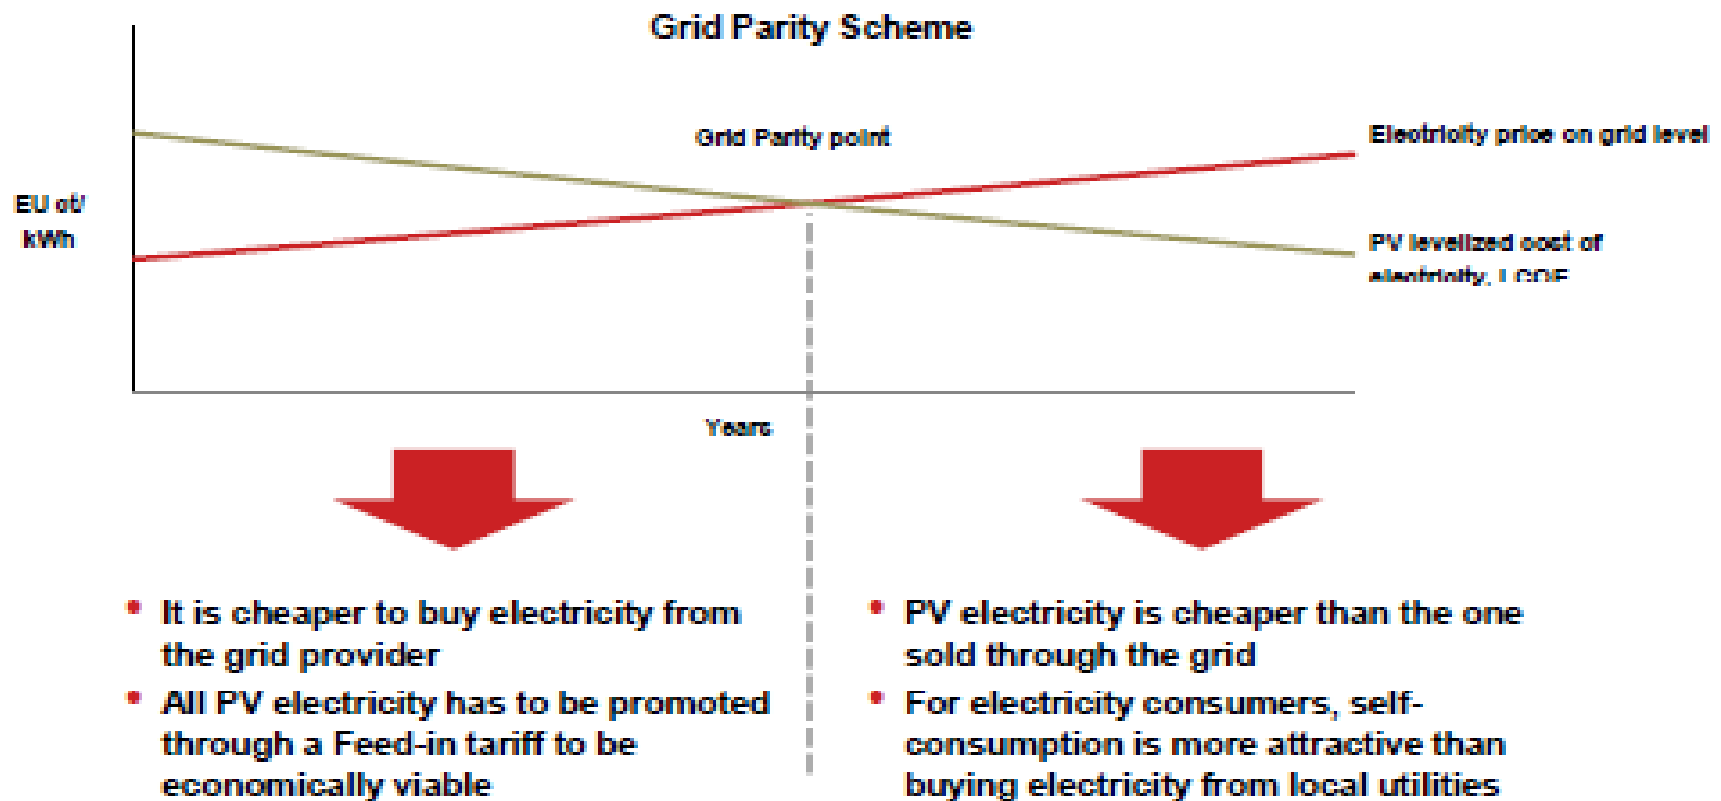 Grid Parity Scheme
Grid Parity point
Electricity price on grid level
EU ct/
kWh
PV levelized cost of
electricity, LCOE
Years
• It is cheaper to buy electricity from
the grid provider
• All PV electricity has to be promoted
through a Feed-in tariff to be
economically viable
• PV electricity is cheaper than the one
sold through the grid
• For electricity consumers, self-
consumption is more attractive than
buying electricity from local utilities